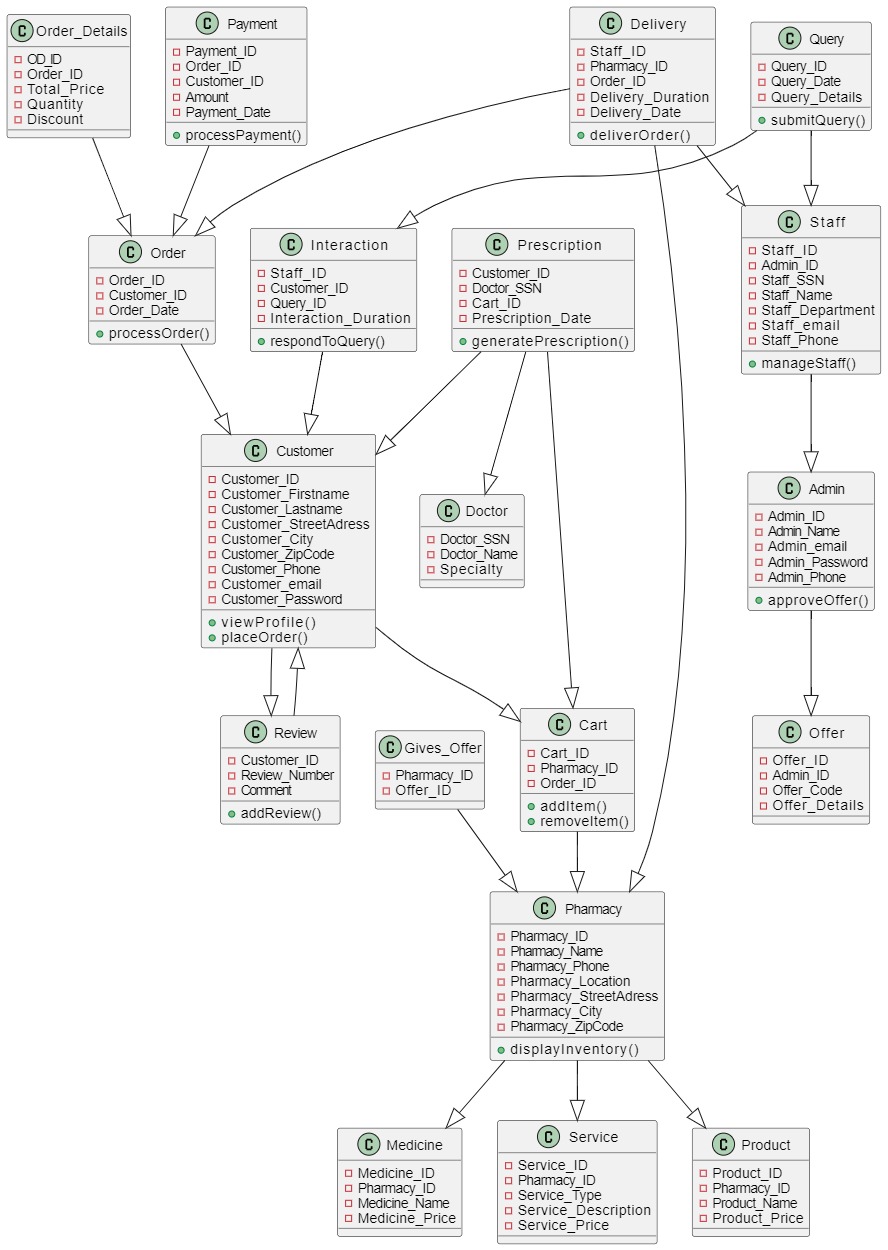 C Order_Details
OD_ID
Order_ID
Total_Price
Quantity
Discount
C Payment
Payment_ID
Order_ID
Customer_ID
Amount
Payment_Date
processPayment()
C Delivery
Staff_ID
Pharmacy_ID
Order_ID
Delivery_Duration
Delivery_Date
deliverOrder()
C Query
Query_ID
Query_Date
Query_Details
submitQuery()
C Order
Order_ID
Customer_ID
Order_Date
processOrder()
C Interaction
Staff_ID
Customer_ID
Query_ID
Interaction_Duration
respondToQuery()
C Prescription
Customer_ID
Doctor_SSN
Cart_ID
Prescription_Date
generatePrescription()
C Staff
Staff_ID
Admin_ID
Staff_SSN
Staff_Name
Staff_Department
Staff_email
Staff_Phone
manageStaff()
C Customer
Customer_ID
Customer_Firstname
Customer_Lastname
Customer_StreetAdress
Customer_City
Customer_ZipCode
Customer_Phone
Customer_email
Customer_Password
viewProfile()
placeOrder()
C Doctor
Doctor_SSN
Doctor_Name
Specialty
C Admin
Admin_ID
Admin_Name
Admin_email
Admin_Password
Admin_Phone
approveOffer()
C Review
Customer_ID
Review_Number
Comment
addReview()
C Gives_Offer
Pharmacy_ID
Offer_ID
C Cart
Cart_ID
Pharmacy_ID
Order_ID
addItem()
removeItem()
C Offer
Offer_ID
Admin_ID
Offer_Code
Offer_Details
C Pharmacy
Pharmacy_ID
Pharmacy_Name
Pharmacy_Phone
Pharmacy_Location
Pharmacy_StreetAdress
Pharmacy_City
Pharmacy_ZipCode
displayInventory()
C Medicine
Medicine_ID
Pharmacy_ID
Medicine_Name
Medicine_Price
C Service
Service_ID
Pharmacy_ID
Service_Type
Service_Description
Service_Price
C Product
Product_ID
Pharmacy_ID
Product_Name
Product_Price